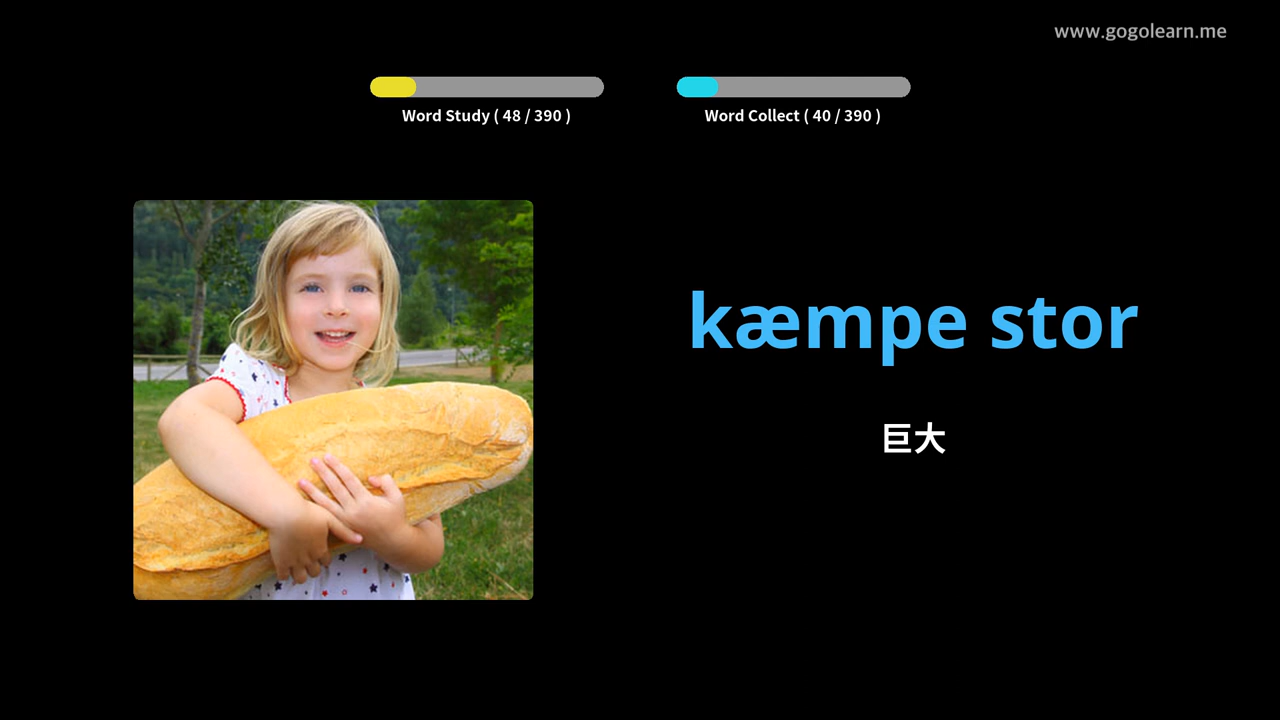 www.gogolearn.me
Word Study ( 48 / 390 )
Word Collect ( 40 / 390 )
kæmpe stor
巨大